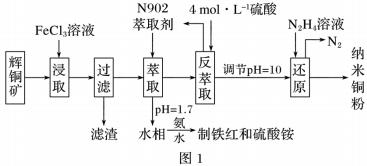 FeCl₃溶液
N902
萃取剂
4 mol·L⁻¹硫酸
N₂H₄溶液
N₂
辉铜矿
浸取
过滤
萃取
反萃取
调节pH=10
还原
纳米铜粉
滤渣
pH=1.7
水相
氨水
制铁红和硫酸铵
图1